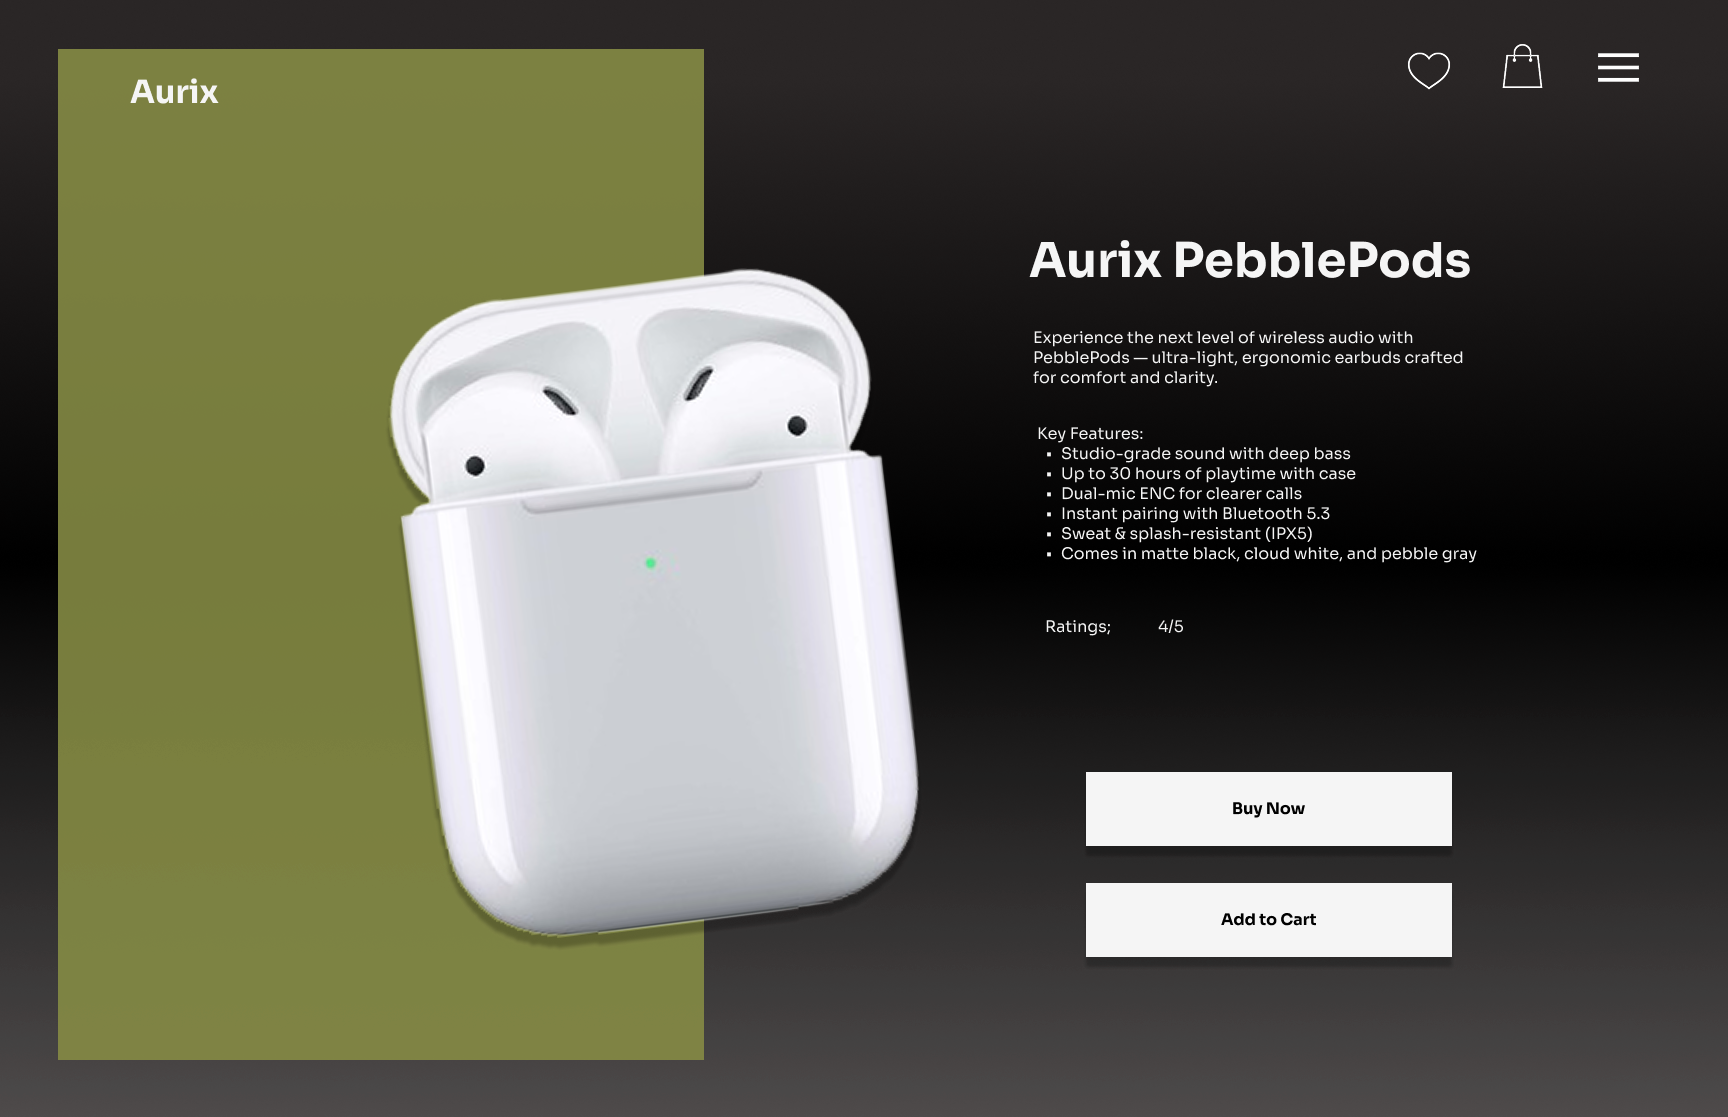 Aurix
Aurix PebblePods
Experience the next level of wireless audio with
PebblePods — ultra-light, ergonomic earbuds crafted
for comfort and clarity.
Key Features:
• Studio-grade sound with deep bass
• Up to 30 hours of playtime with case
• Dual-mic ENC for clearer calls
• Instant pairing with Bluetooth 5.3
• Sweat & splash-resistant (IPX5)
• Comes in matte black, cloud white, and pebble gray
Ratings; 4/5
Buy Now
Add to Cart